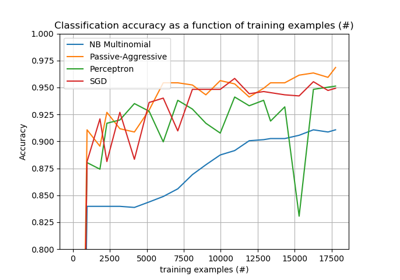 Classification accuracy as a function of training examples (#)
NB Multinomial
Passive-Aggressive
Perceptron
SGD
1.000
0.975
0.950
0.925
0.900
0.875
0.850
0.825
0.800
Accuracy
0 2500 5000 7500 10000 12500 15000 17500
training examples (#)